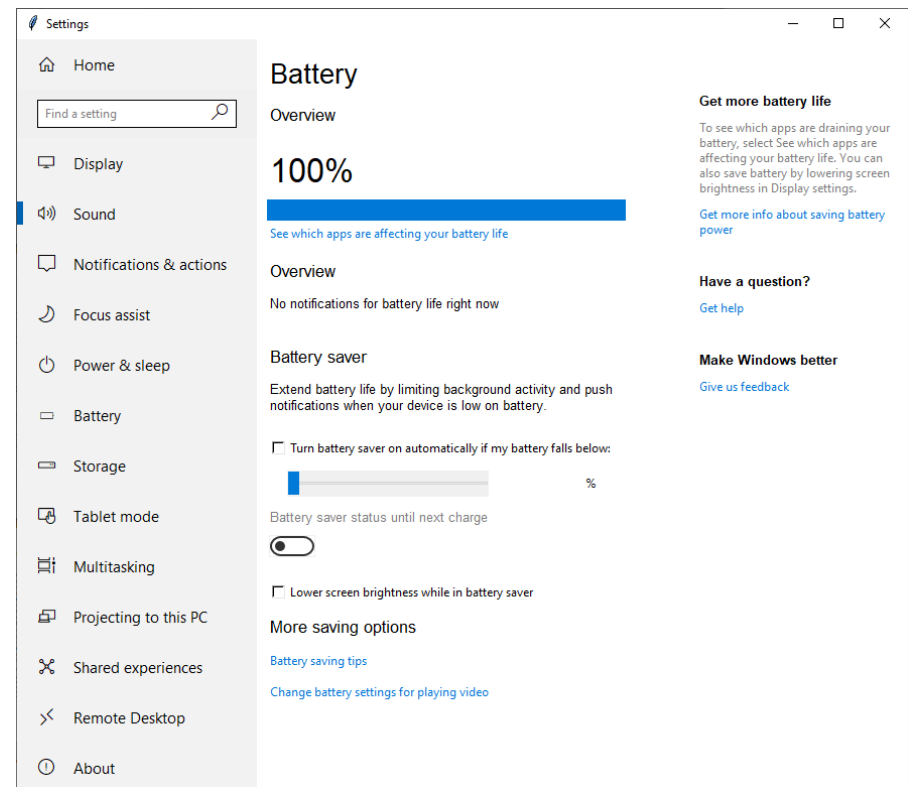 Settings
Home
Find a setting
Display
Sound
Notifications & actions
Focus assist
Power & sleep
Battery
Storage
Tablet mode
Multitasking
Projecting to this PC
Shared experiences
Remote Desktop
About
Battery
Overview
100%
See which apps are affecting your battery life
Overview
No notifications for battery life right now
Battery saver
Extend battery life by limiting background activity and push
notifications when your device is low on battery.
Turn battery saver on automatically if my battery falls below:
%
Battery saver status until next charge
Lower screen brightness while in battery saver
More saving options
Battery saving tips
Change battery settings for playing video
Get more battery life
To see which apps are draining your
battery, select See which apps are
affecting your battery life. You can
also save battery by lowering screen
brightness in Display settings.
Get more info about saving battery
power
Have a question?
Get help
Make Windows better
Give us feedback